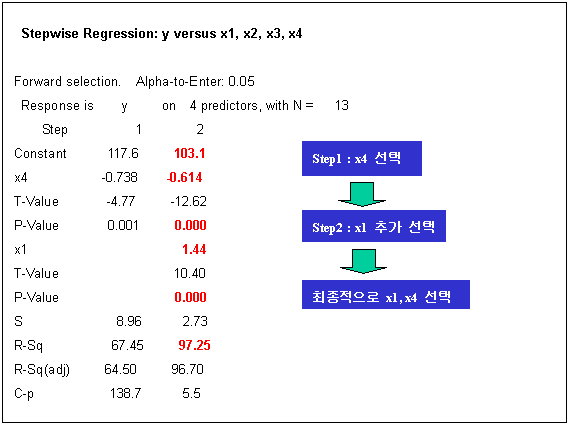 Stepwise Regression: y versus x1, x2, x3, x4
Forward selection. Alpha-to-Enter: 0.05
Response is y on 4 predictors, with N = 13
Step 1 2
Constant 117.6 103.1
x4 -0.738 -0.614
T-Value -4.77 -12.62
P-Value 0.001 0.000
x1 1.44
T-Value 10.40
P-Value 0.000
S 8.96 2.73
R-Sq 67.45 97.25
R-Sq(adj) 64.50 96.70
C-p 138.7 5.5
Step1 : x4 선택
Step2 : x1 추가 선택
최종적으로 x1,x4 선택